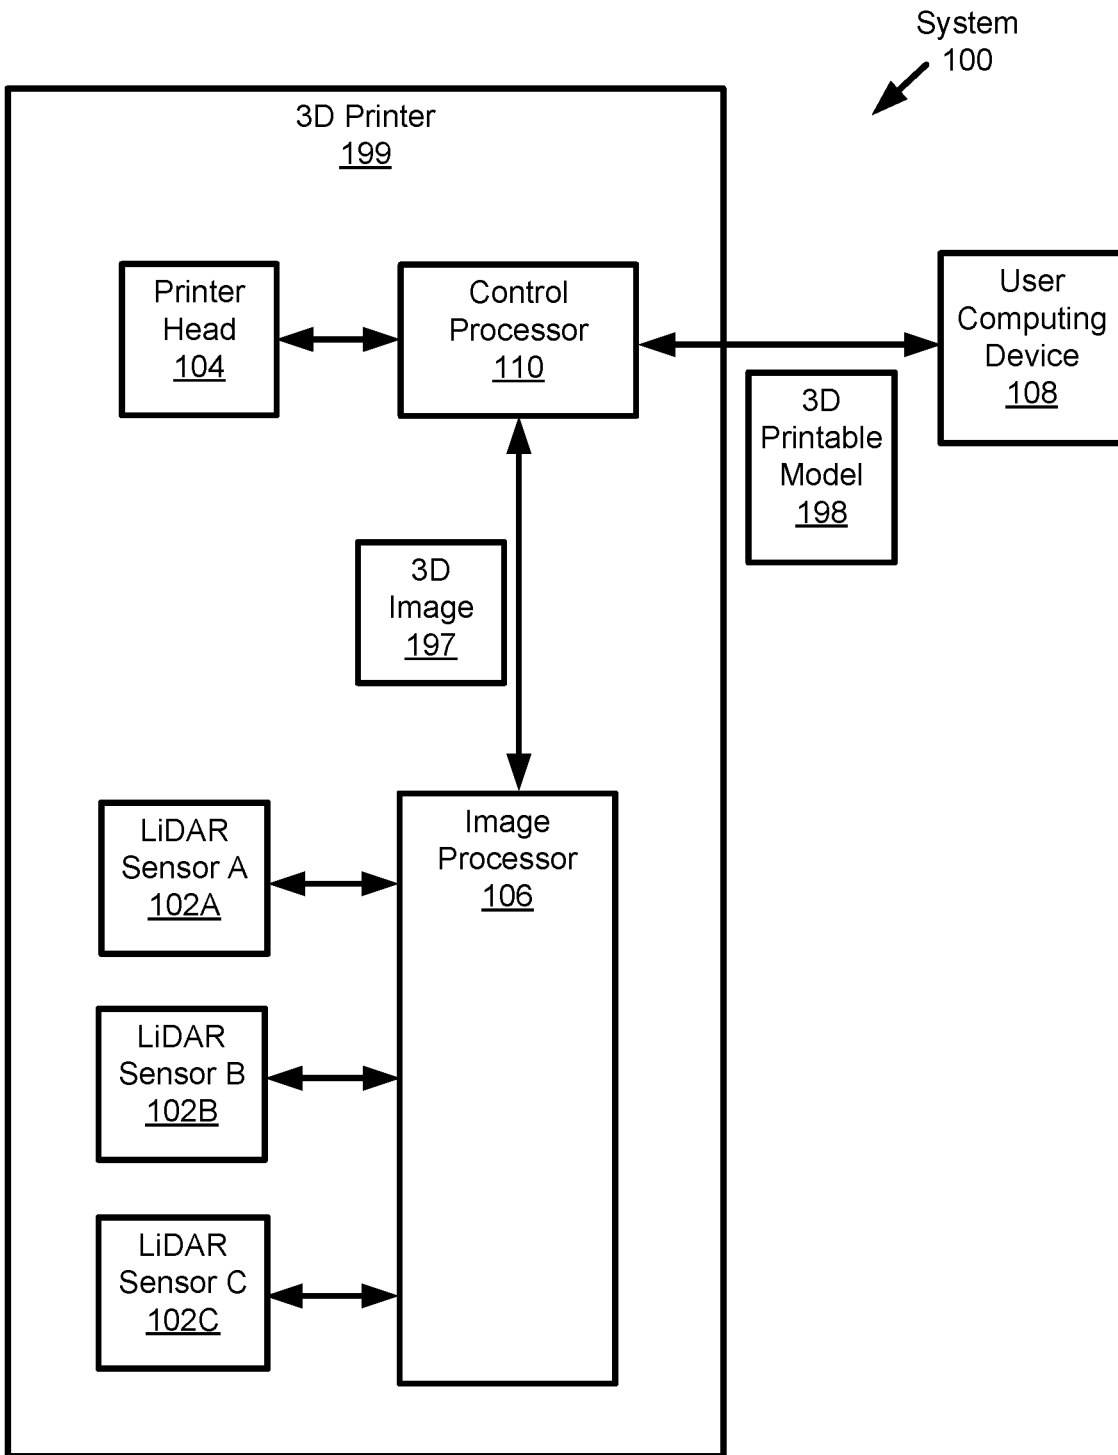 System
100
3D Printer
199
Printer
Head
104
Control
Processor
110
User
Computing
Device
108
3D
Printable
Model
198
3D
Image
197
LiDAR
Sensor A
102A
Image
Processor
106
LiDAR
Sensor B
102B
LiDAR
Sensor C
102C